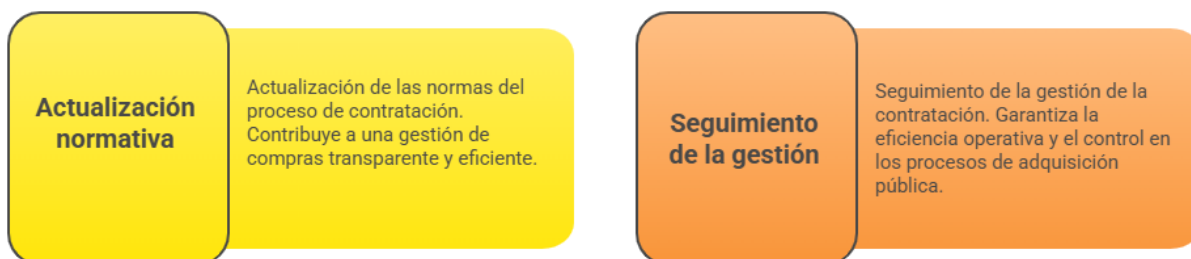 Actualización
normativa
Actualización de las normas del
proceso de contratación.
Contribuye a una gestión de
compras transparente y eficiente.
Seguimiento
de la gestión
Seguimiento de la gestión de la
contratación. Garantiza la
eficiencia operativa y el control en
los procesos de adquisición
pública.